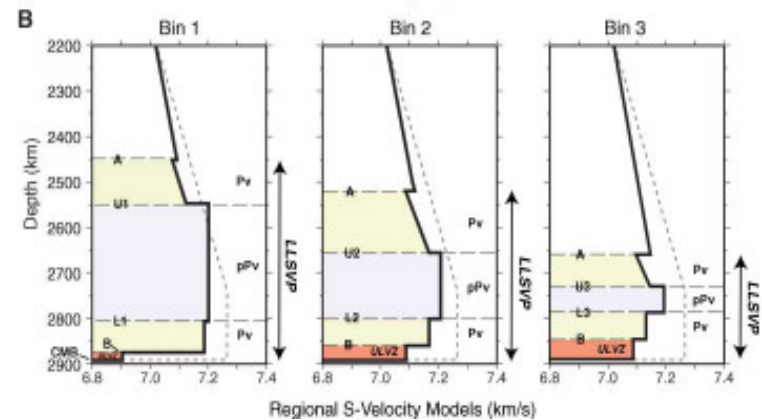 B
Bin 1 Bin 2 Bin 3
2200
2300
2400
2500
2600
2700
2800
2900
Depth (km)
CMB
A
U1
L1
B
Pv
pPv
Pv
LLSVP
A
U2
L2
B
ULVZ
Pv
pPv
Pv
LLSVP
A
U3
L3
B
ULVZ
Pv
pPv
Pv
LLSVP
6.8 7.0 7.2 7.4 6.8 7.0 7.2 7.4 6.8 7.0 7.2 7.4
Regional S-Velocity Models (km/s)